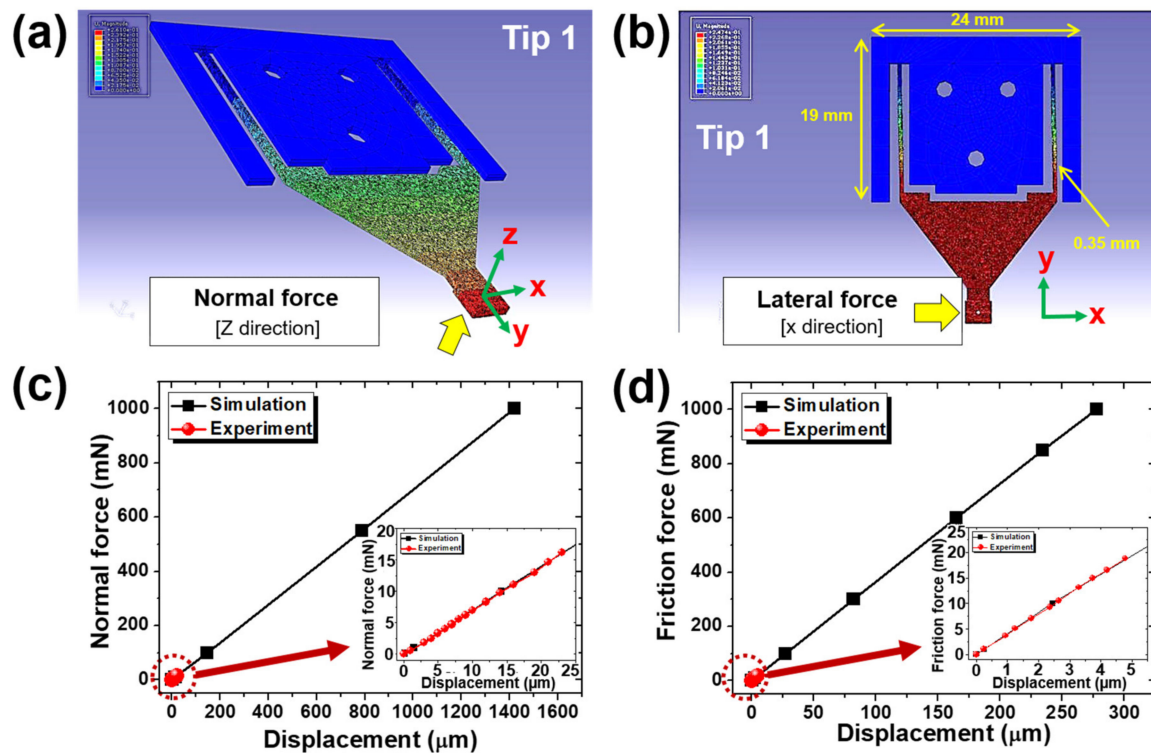 (a)
Tip 1
U, Magnitude
z
x
y
Normal force
[Z direction]
(b)
U, Magnitude
24 mm
19 mm
Tip 1
0.35 mm
Lateral force
[x direction]
y
x
(c)
Normal force (mN)
1000
800
600
400
200
0
Simulation
Experiment
Normal force (mN)
20
15
10
5
0
Simulation
Experiment
0 5 10 15 20 25
Displacement (μm)
0 200 400 600 800 1000 1200 1400 1600
Displacement (μm)
(d)
Friction force (mN)
1000
800
600
400
200
0
Simulation
Experiment
Friction force (mN)
25
20
15
10
5
0
Simulation
Experiment
0 1 2 3 4 5
Displacement (μm)
0 50 100 150 200 250 300
Displacement (μm)